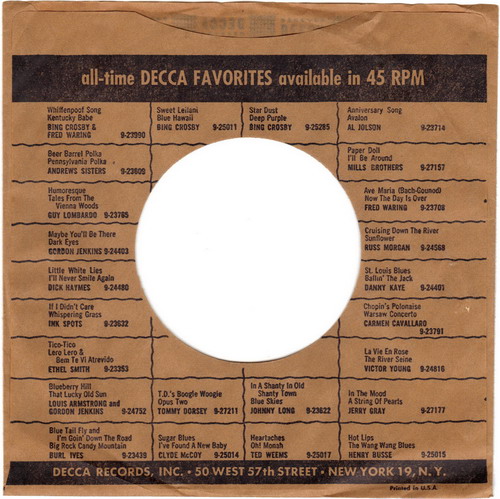 all-time DECCA FAVORITES available in 45 RPM
Whiffenpoof Song
Kentucky Babe
BING CROSBY &
FRED WARING 9-23990
Sweet Leilani
Blue Hawaii
BING CROSBY 9-25011
Star Dust
Deep Purple
BING CROSBY 9-25285
Anniversary Song
Avalon
AL JOLSON 9-23714
Beer Barrel Polka
Pennsylvania Polka
ANDREWS SISTERS 9-23609
Paper Doll
I'll Be Around
MILLS BROTHERS 9-27157
Humoresque
Tales From The
Vienna Woods
GUY LOMBARDO 9-23765
Ave Maria (Bach-Gounod)
Now The Day Is Over
FRED WARING 9-23708
Maybe You'll Be There
Dark Eyes
GORDON JENKINS 9-24403
Cruising Down The River
Sunflower
RUSS MORGAN 9-24568
Little White Lies
I'll Never Smile Again
DICK HAYMES 9-24480
St. Louis Blues
Ballin' The Jack
DANNY KAYE 9-24401
If I Didn't Care
Whispering Grass
INK SPOTS 9-23632
Chopin's Polonaise
Warsaw Concerto
CARMEN CAVALLARO
9-23791
Tico-Tico
Lero Lero &
Bem Te Vi Atrevido
ETHEL SMITH 9-23353
La Vie En Rose
The River Seine
VICTOR YOUNG 9-24816
Blueberry Hill
That Lucky Old Sun
LOUIS ARMSTRONG and
GORDON JENKINS 9-24752
T.D.'s Boogie Woogie
Opus Two
TOMMY DORSEY 9-27211
In A Shanty In Old
Shanty Town
Blue Skies
JOHNNY LONG 9-23622
In The Mood
A String Of Pearls
JERRY GRAY 9-27177
Blue Tail Fly and
I'm Goin' Down The Road
Big Rock Candy Mountain
BURL IVES 9-23439
Sugar Blues
I've Found A New Baby
CLYDE McCOY 9-25014
Heartaches
Oh! Monah
TED WEEMS 9-25017
Hot Lips
The Wang Wang Blues
HENRY BUSSE 9-25015
DECCA RECORDS, INC. • 50 WEST 57th STREET • NEW YORK 19, N. Y.
Printed in U.S.A.